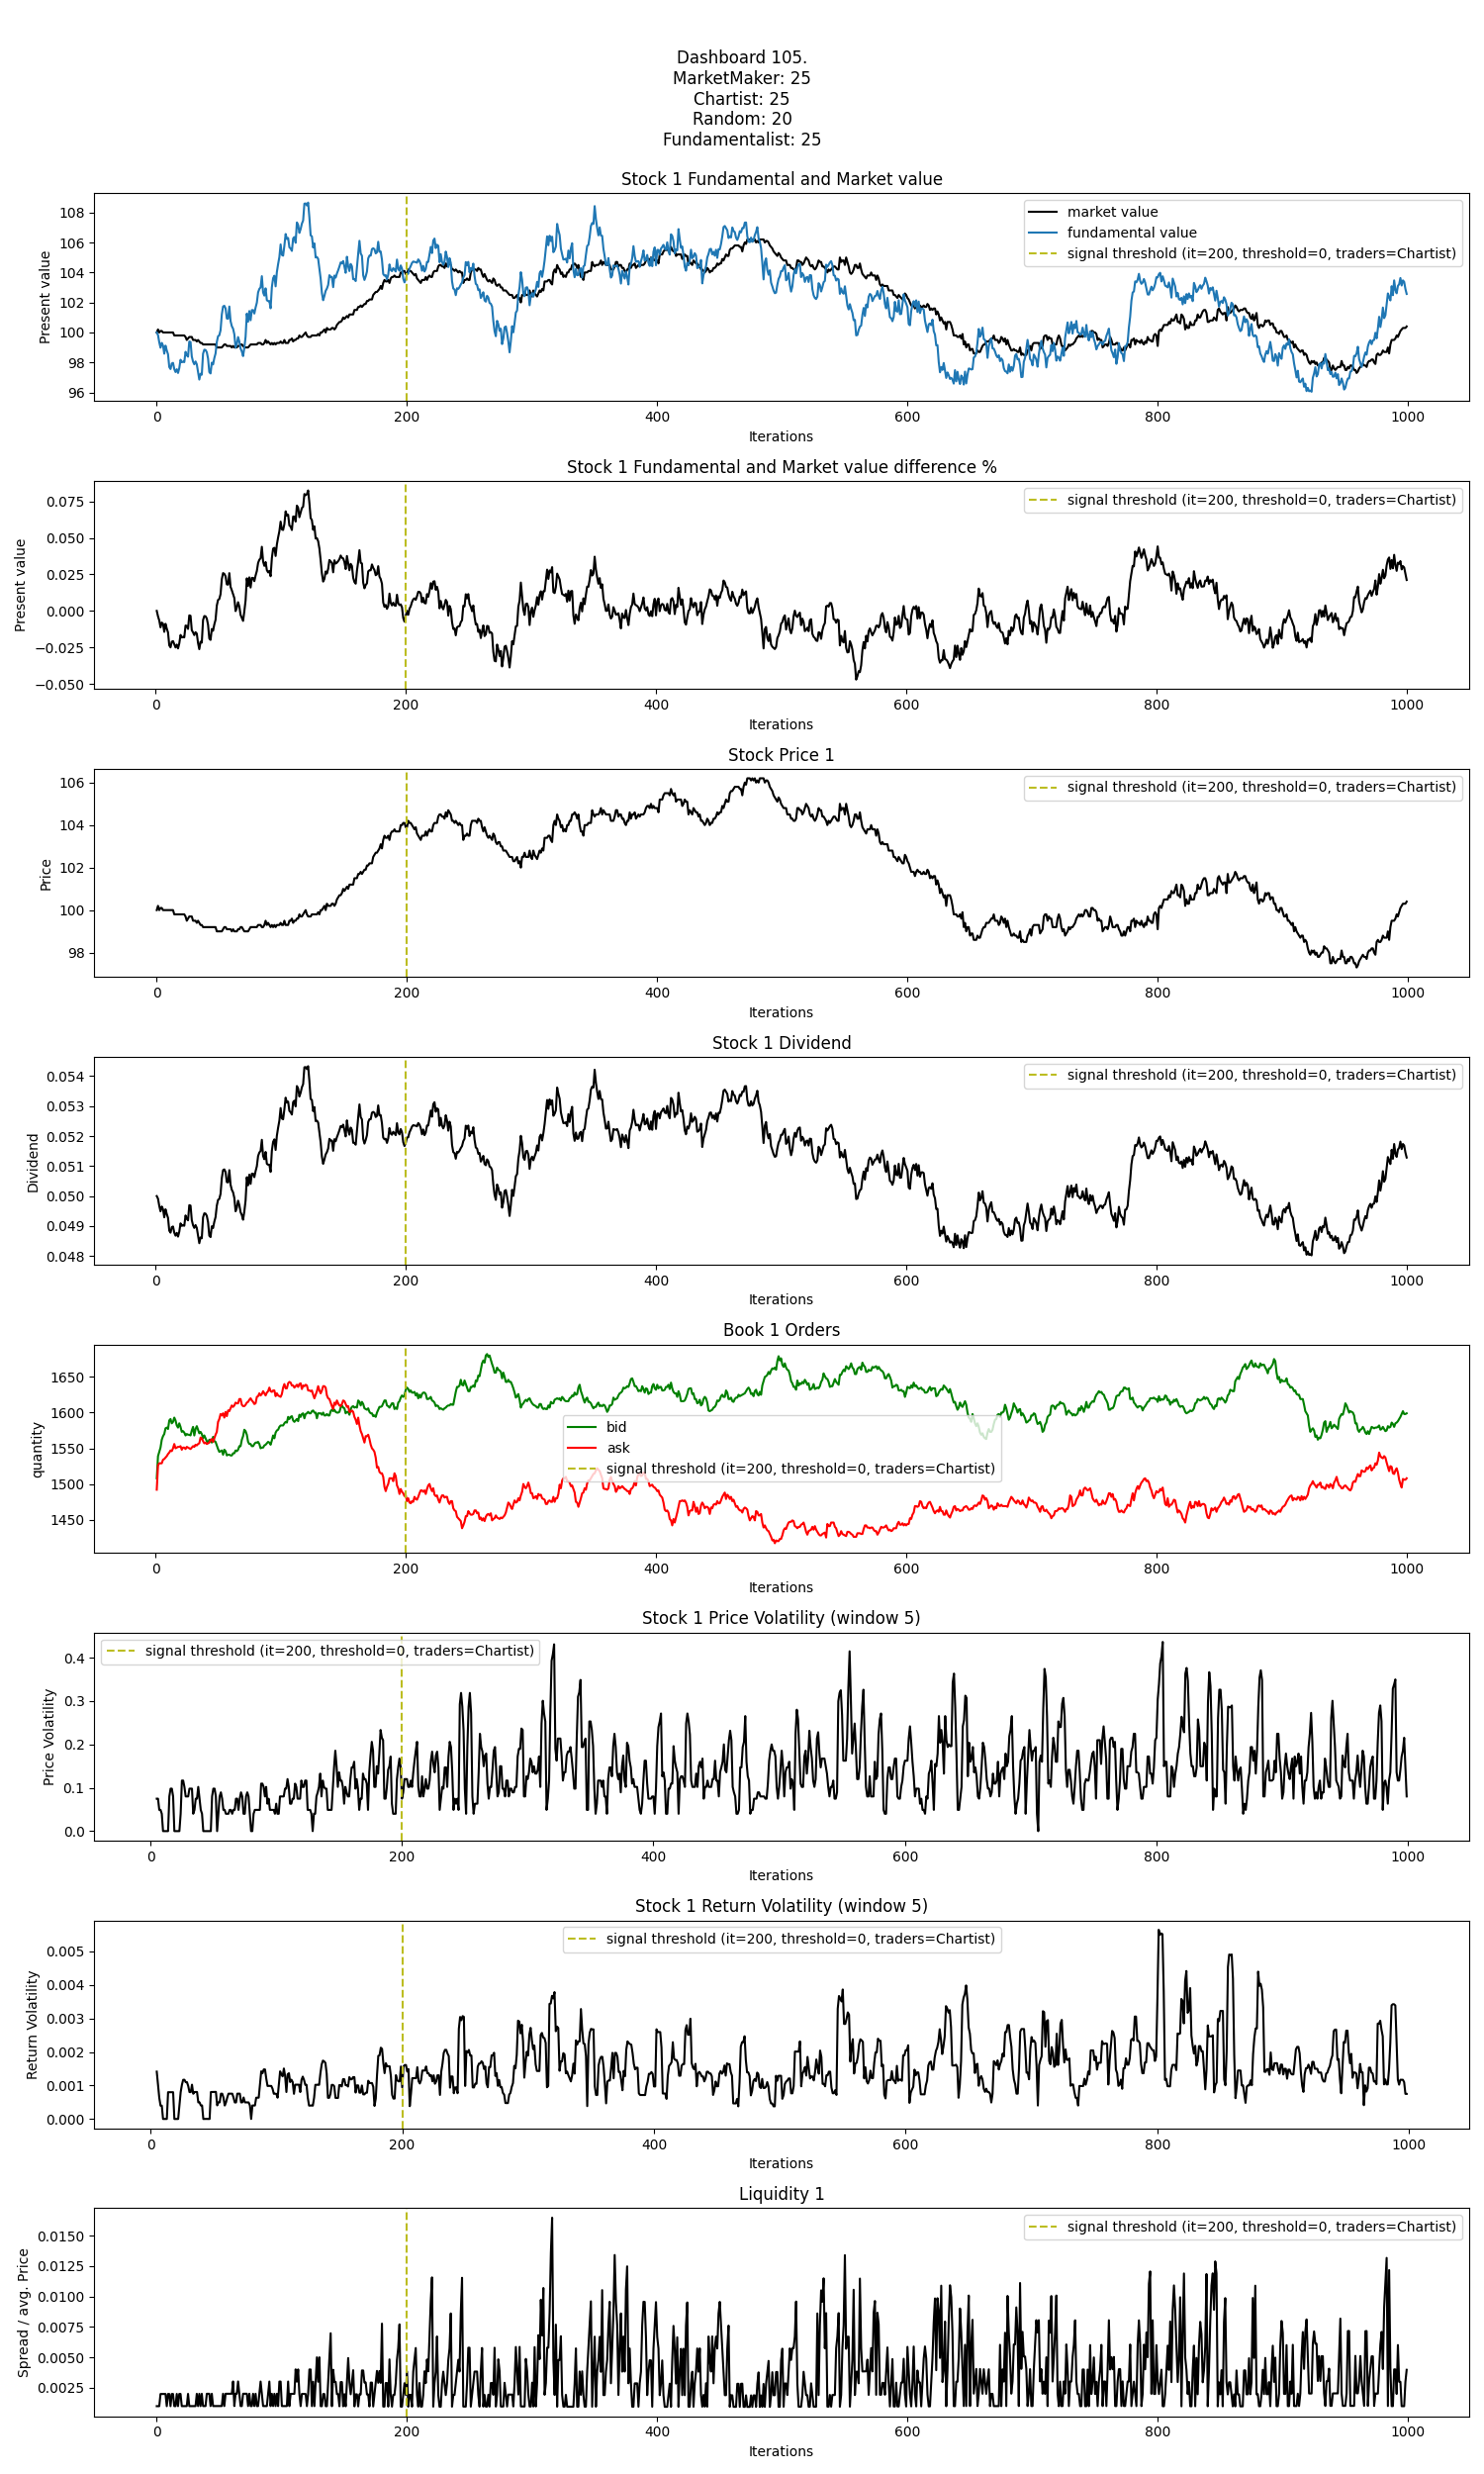 Dashboard 105.
MarketMaker: 25
Chartist: 25
Random: 20
Fundamentalist: 25
Stock 1 Fundamental and Market value
108
106
104
102
100
98
96
Present value
market value
fundamental value
signal threshold (it=200, threshold=0, traders=Chartist)
0 200 400 600 800 1000
Iterations
Stock 1 Fundamental and Market value difference %
0.075
0.050
0.025
0.000
−0.025
−0.050
Present value
signal threshold (it=200, threshold=0, traders=Chartist)
0 200 400 600 800 1000
Iterations
Stock Price 1
106
104
102
100
98
Price
signal threshold (it=200, threshold=0, traders=Chartist)
0 200 400 600 800 1000
Iterations
Stock 1 Dividend
0.054
0.053
0.052
0.051
0.050
0.049
0.048
Dividend
signal threshold (it=200, threshold=0, traders=Chartist)
0 200 400 600 800 1000
Iterations
Book 1 Orders
1650
1600
1550
1500
1450
quantity
bid
ask
signal threshold (it=200, threshold=0, traders=Chartist)
0 200 400 600 800 1000
Iterations
Stock 1 Price Volatility (window 5)
0.4
0.3
0.2
0.1
0.0
Price Volatility
signal threshold (it=200, threshold=0, traders=Chartist)
0 200 400 600 800 1000
Iterations
Stock 1 Return Volatility (window 5)
0.005
0.004
0.003
0.002
0.001
0.000
Return Volatility
signal threshold (it=200, threshold=0, traders=Chartist)
0 200 400 600 800 1000
Iterations
Liquidity 1
0.0150
0.0125
0.0100
0.0075
0.0050
0.0025
Spread / avg. Price
signal threshold (it=200, threshold=0, traders=Chartist)
0 200 400 600 800 1000
Iterations